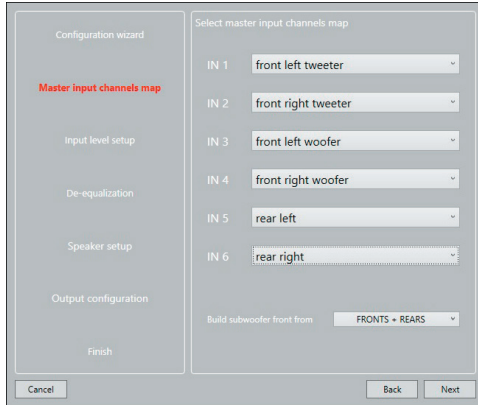 Configuration wizard
Master input channels map
Input level setup
De-equalization
Speaker setup
Output configuration
Finish
Select master input channels map
IN 1 front left tweeter
IN 2 front right tweeter
IN 3 front left woofer
IN 4 front right woofer
IN 5 rear left
IN 6 rear right
Build subwoofer front from FRONTS + REARS
Cancel Back Next